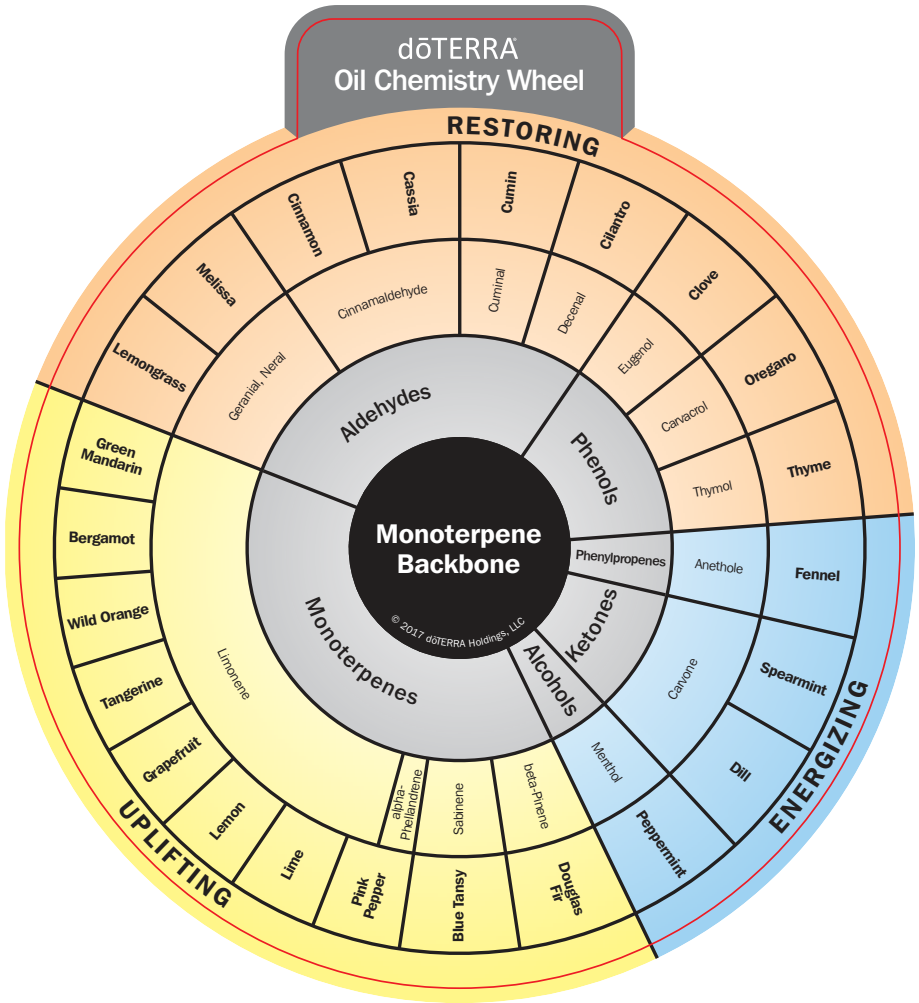 dōTERRA®
Oil Chemistry Wheel
RESTORING
Lemongrass
Melissa
Cinnamon
Cassia
Cumin
Cilantro
Clove
Oregano
Thyme
Geranial, Neral
Cinnamaldehyde
Cuminal
Decenal
Eugenol
Carvacrol
Thymol
Aldehydes
Phenols
ENERGIZING
Fennel
Spearmint
Dill
Peppermint
Anethole
Carvone
Menthol
Phenylpropenes
Ketones
Alcohols
UPLIFTING
Green
Mandarin
Bergamot
Wild Orange
Tangerine
Grapefruit
Lemon
Lime
Pink
Pepper
Blue Tansy
Douglas
Fir
Limonene
alpha-
Phellandrene
Sabinene
beta-Pinene
Monoterpenes
Monoterpene
Backbone
© 2017 dōTERRA Holdings, LLC